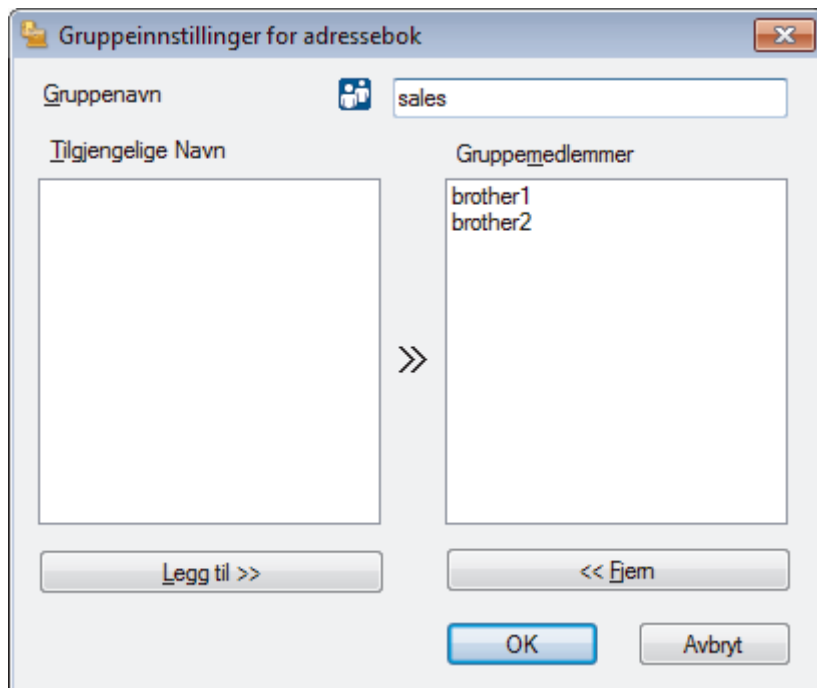 Gruppeinnstillinger for adressebok
Gruppenavn
sales
Tilgjengelige Navn
Gruppemedlemmer
brother1
brother2
Legg til >>
<< Fjern
OK
Avbryt